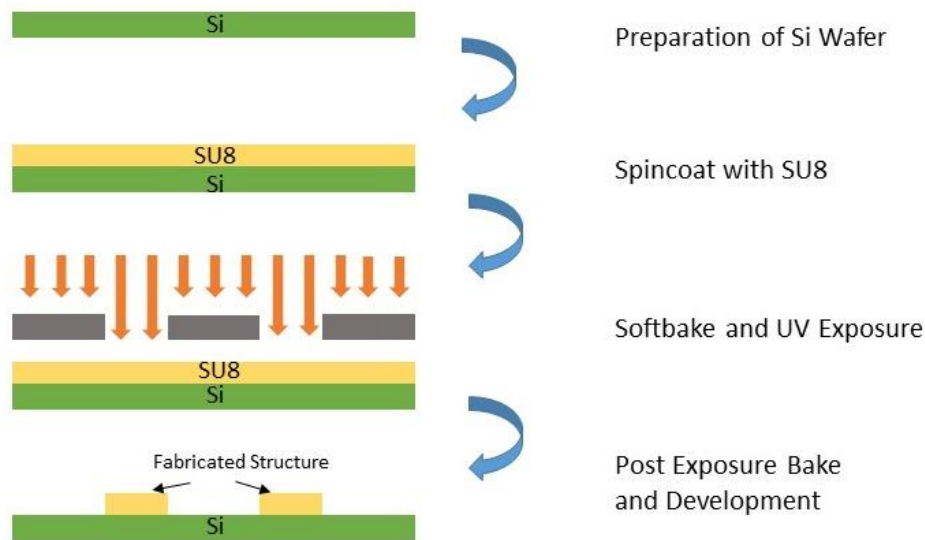 Si
Preparation of Si Wafer
SU8
Si
Spincoat with SU8
Softbake and UV Exposure
SU8
Si
Fabricated Structure
Si
Post Exposure Bake
and Development